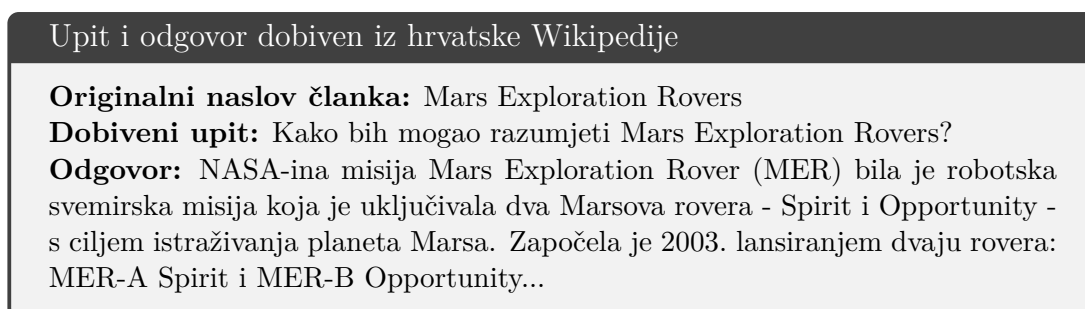 Upit i odgovor dobiven iz hrvatske Wikipedije
Originalni naslov članka: Mars Exploration Rovers
Dobiveni upit: Kako bih mogao razumjeti Mars Exploration Rovers?
Odgovor: NASA-ina misija Mars Exploration Rover (MER) bila je robotska
svemirska misija koja je uključivala dva Marsova rovera - Spirit i Opportunity -
s ciljem istraživanja planeta Marsa. Započela je 2003. lansiranjem dvaju rovera:
MER-A Spirit i MER-B Opportunity...